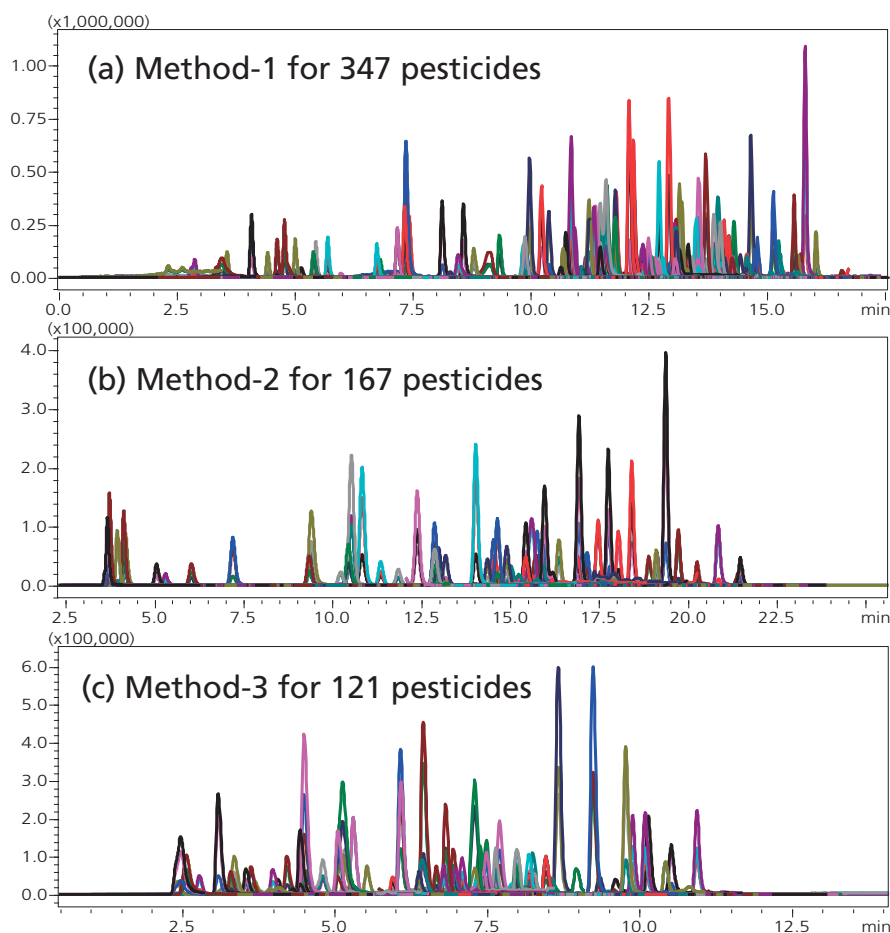 (x1,000,000)
(a) Method-1 for 347 pesticides
1.00
0.75
0.50
0.25
0.00
0.0 2.5 5.0 7.5 10.0 12.5 15.0 min
(x100,000)
(b) Method-2 for 167 pesticides
4.0
3.0
2.0
1.0
0.0
2.5 5.0 7.5 10.0 12.5 15.0 17.5 20.0 22.5 min
(x100,000)
(c) Method-3 for 121 pesticides
6.0
5.0
4.0
3.0
2.0
1.0
0.0
2.5 5.0 7.5 10.0 12.5 min